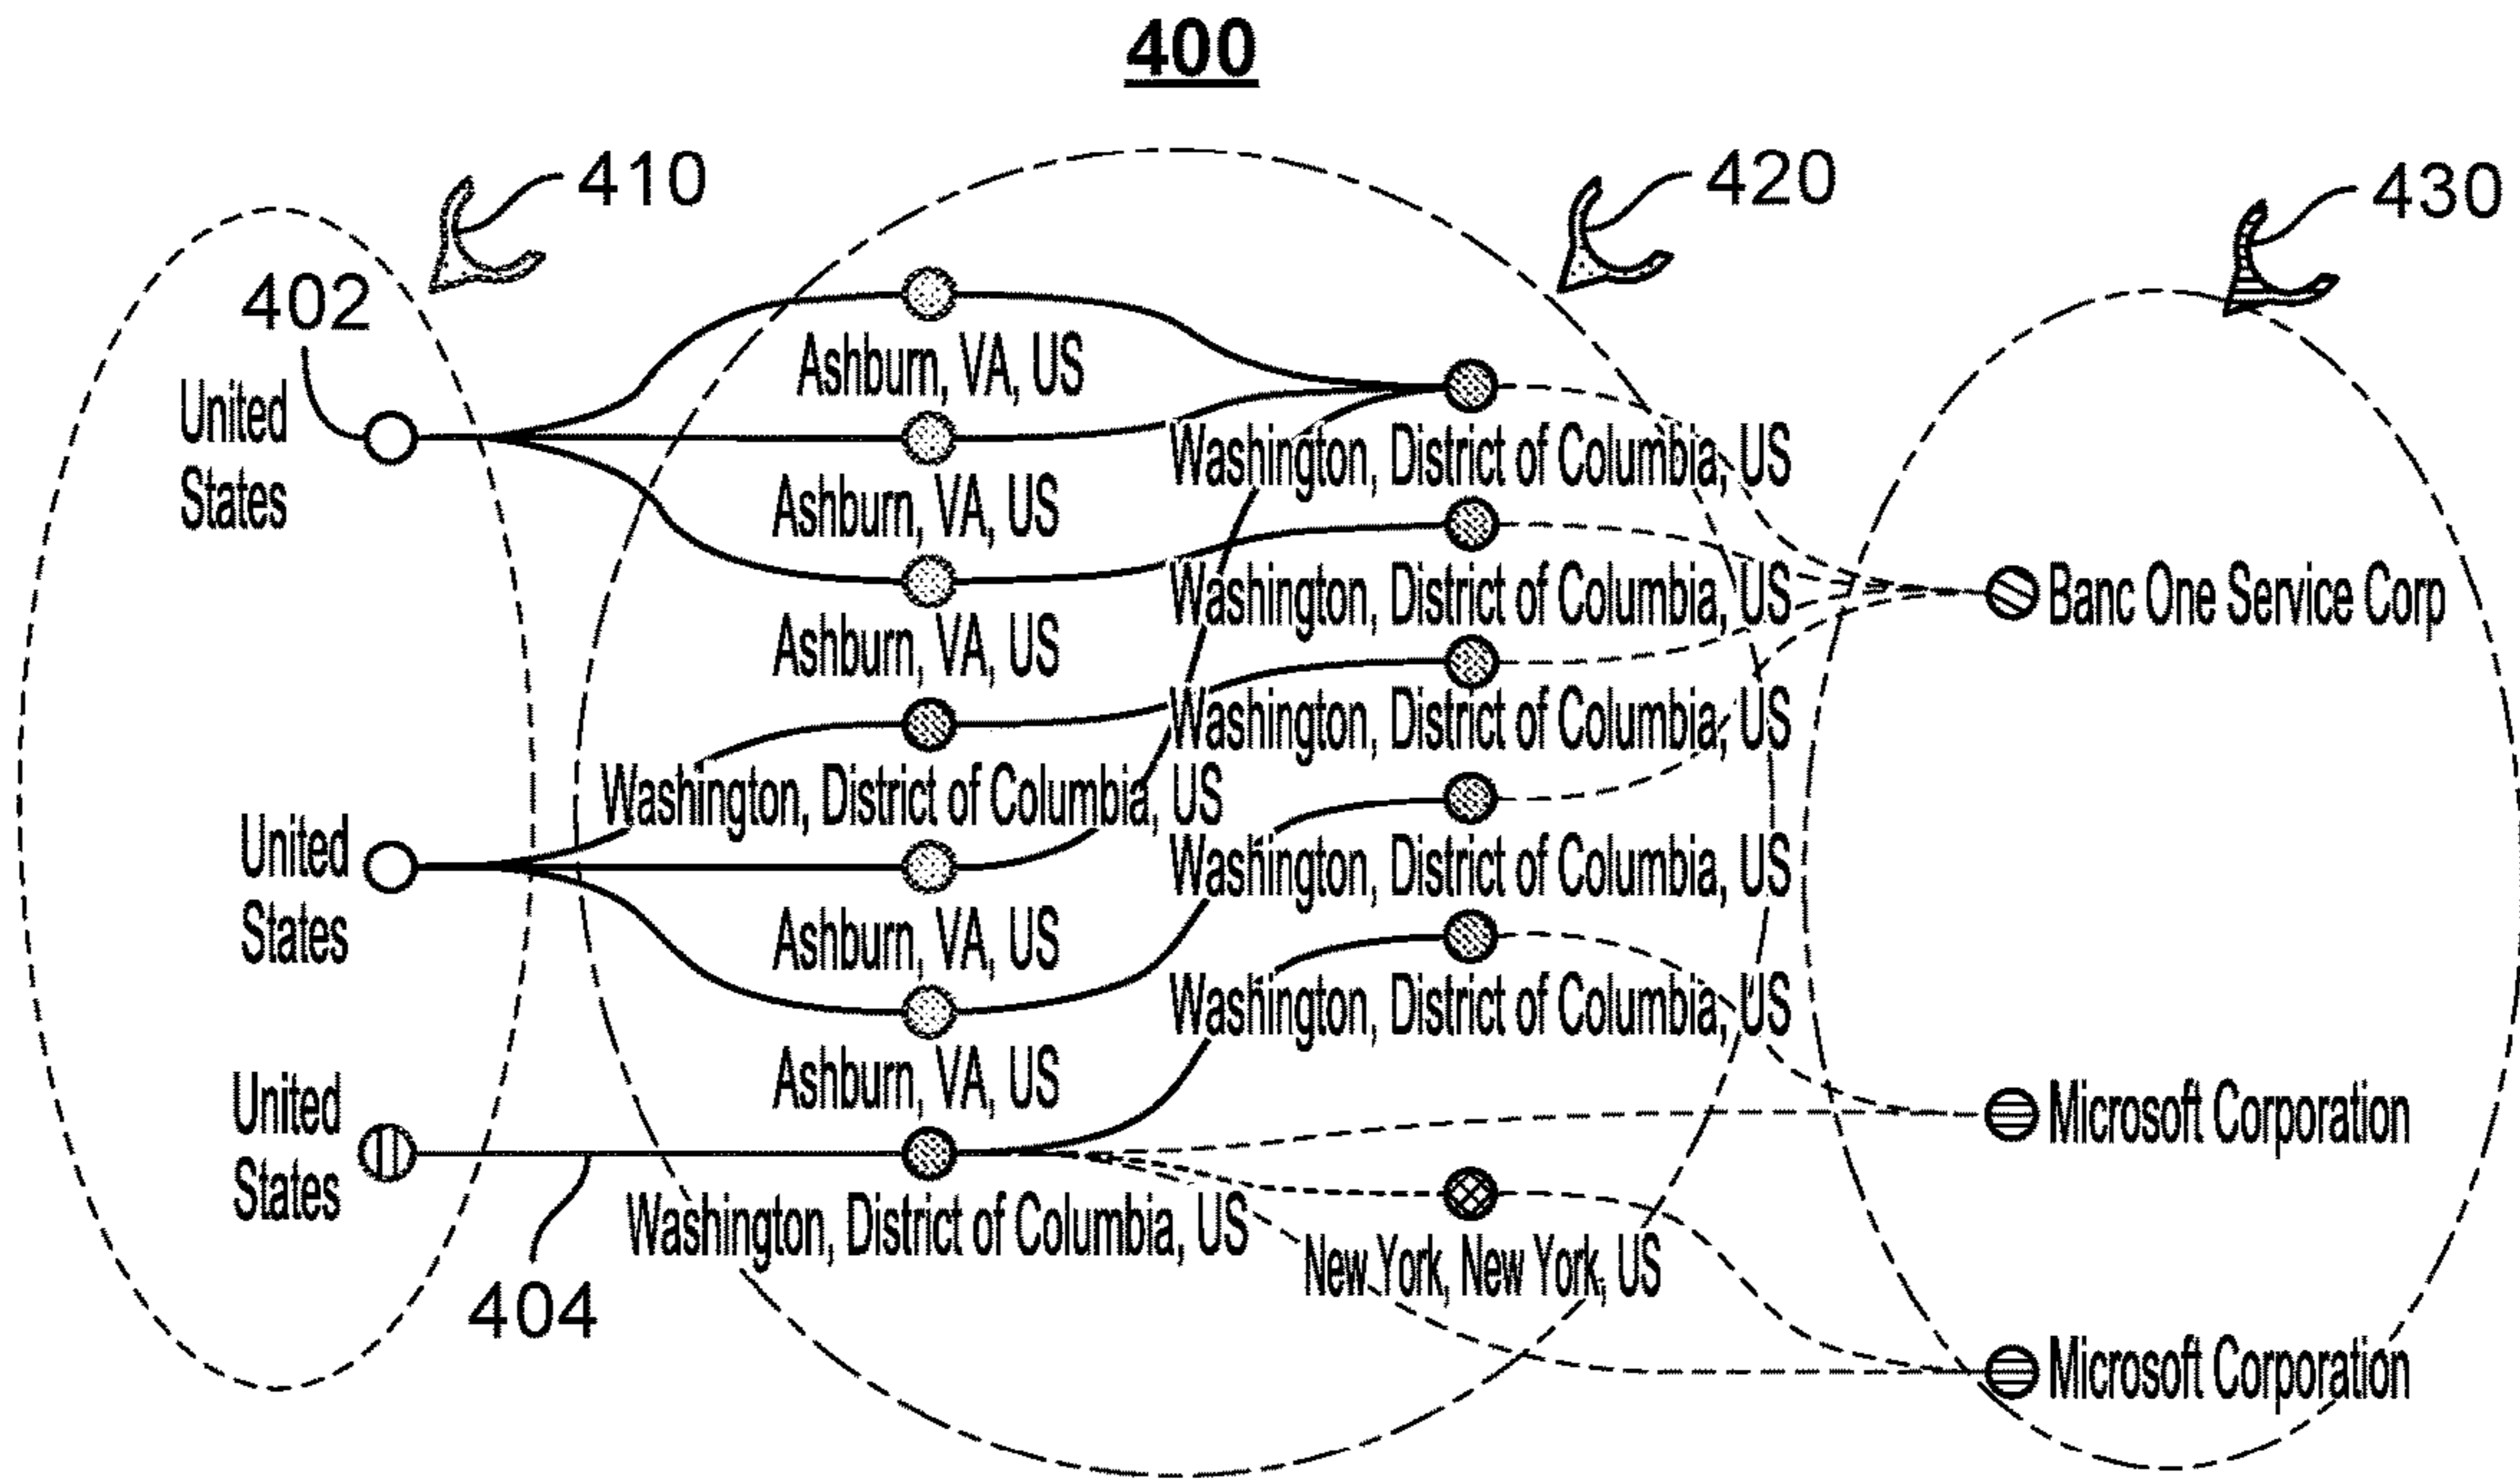 400
410
420
430
402
United
States
Ashburn, VA, US
Ashburn, VA, US
Ashburn, VA, US
Washington, District of Columbia, US
Ashburn, VA, US
Ashburn, VA, US
Washington, District of Columbia, US
United
States
United
States
404
Washington, District of Columbia, US
Washington, District of Columbia, US
Washington, District of Columbia, US
Washington, District of Columbia, US
Washington, District of Columbia, US
New York, New York, US
Banc One Service Corp
Microsoft Corporation
Microsoft Corporation